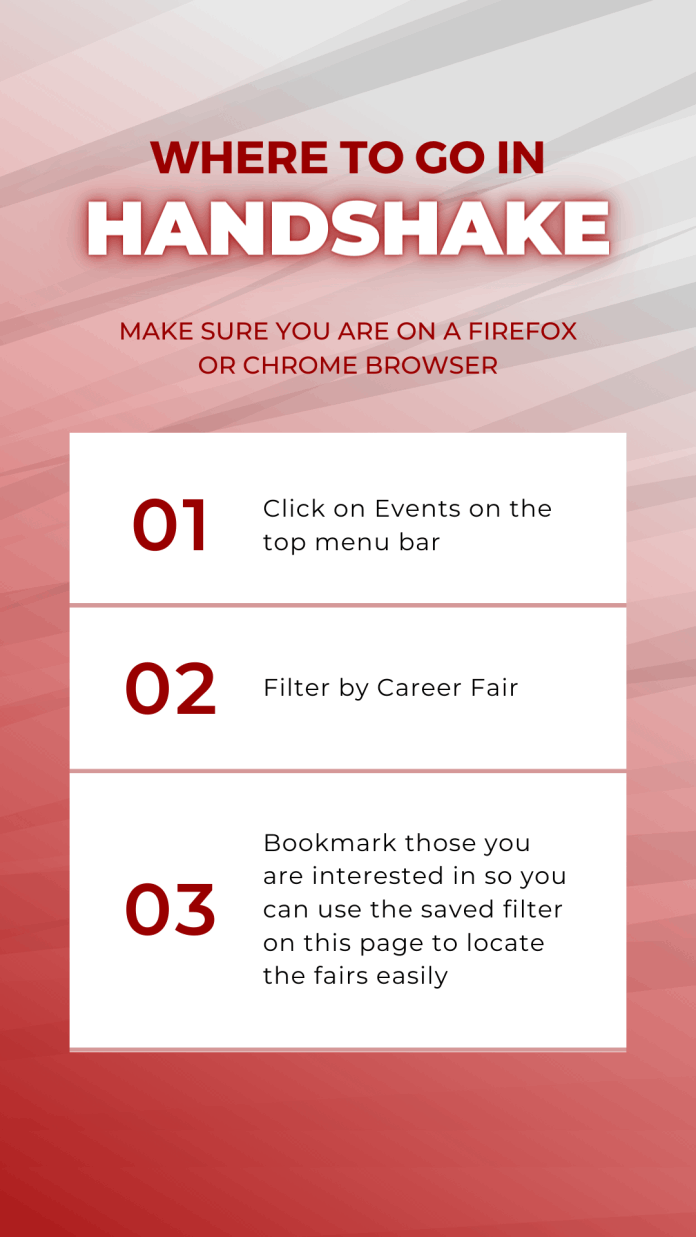 WHERE TO GO IN
HANDSHAKE
MAKE SURE YOU ARE ON A FIREFOX
OR CHROME BROWSER
01
Click on Events on the
top menu bar
02
Filter by Career Fair
03
Bookmark those you
are interested in so you
can use the saved filter
on this page to locate
the fairs easily